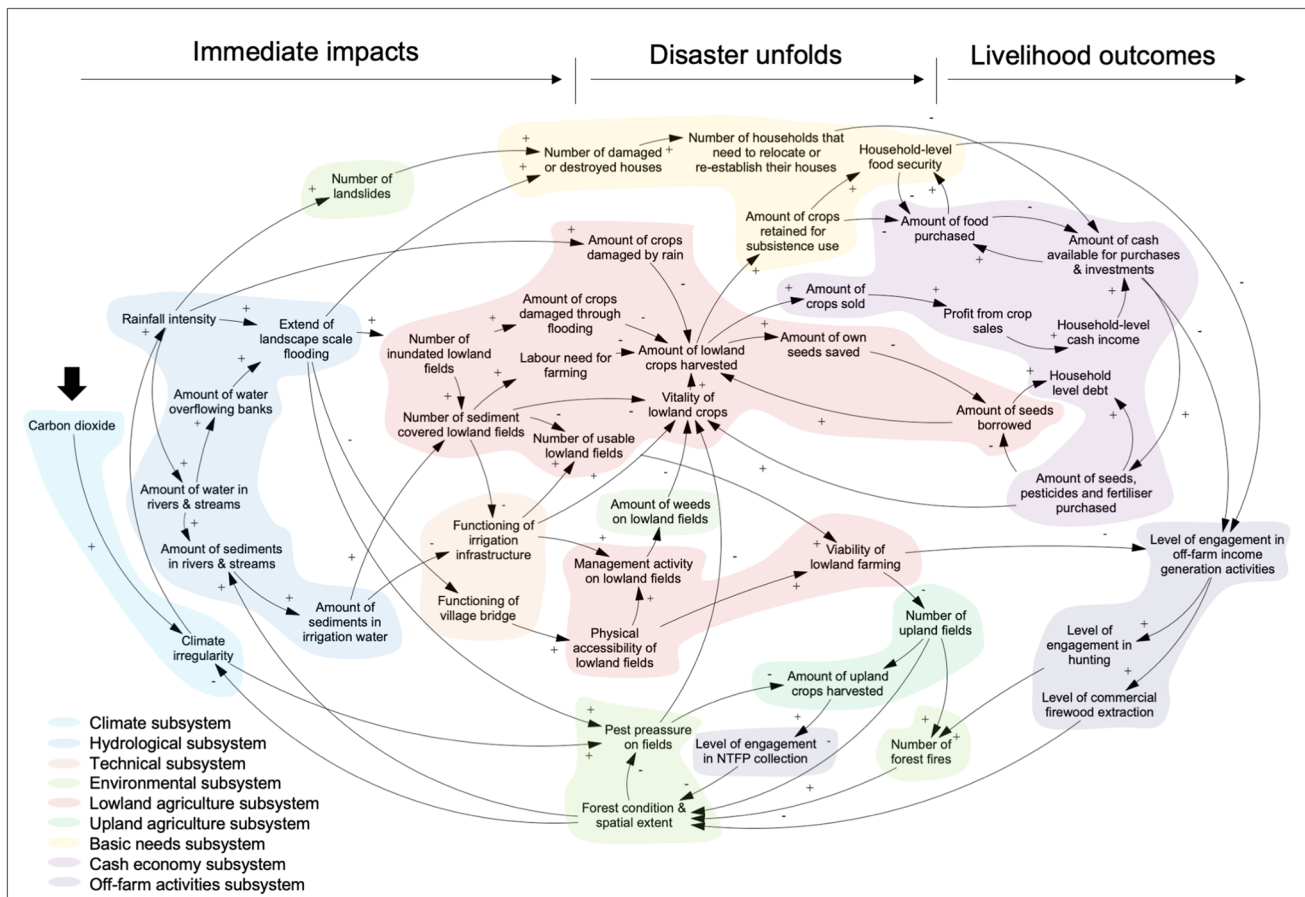 Immediate impacts
Disaster unfolds
Livelihood outcomes
Number of households that
need to relocate or
re-establish their houses
Number of damaged
or destroyed houses
Household-level
food security
Number of
landslides
Amount of crops
retained for
subsistence use
Amount of food
purchased
Amount of crops
damaged by rain
Amount of cash
available for purchases
& investments
Amount of
crops sold
Amount of crops
damaged through
flooding
Rainfall intensity
Extend of
landscape scale
flooding
Profit from crop
sales
Household-level
cash income
Number of
inundated lowland
fields
Labour need for
farming
Amount of lowland
crops harvested
Amount of own
seeds saved
Household
level debt
Amount of water
overflowing banks
Vitality of
lowland crops
Amount of seeds
borrowed
Carbon dioxide
Number of sediment
covered lowland fields
Number of usable
lowland fields
Amount of water in
rivers & streams
Amount of seeds,
pesticides and fertiliser
purchased
Amount of weeds
on lowland fields
Functioning of
irrigation
infrastructure
Amount of sediments
in rivers & streams
Management activity
on lowland fields
Viability of
lowland farming
Level of engagement in
off-farm income
generation activities
Amount of
sediments in
irrigation water
Functioning of
village bridge
Number of
upland fields
Climate
irregularity
Physical
accessibility of
lowland fields
Level of
engagement in
hunting
Amount of upland
crops harvested
Level of commercial
firewood extraction
Pest preassure
on fields
Level of engagement
in NTFP collection
Number of
forest fires
Forest condition &
spatial extent
Climate subsystem
Hydrological subsystem
Technical subsystem
Environmental subsystem
Lowland agriculture subsystem
Upland agriculture subsystem
Basic needs subsystem
Cash economy subsystem
Off-farm activities subsystem